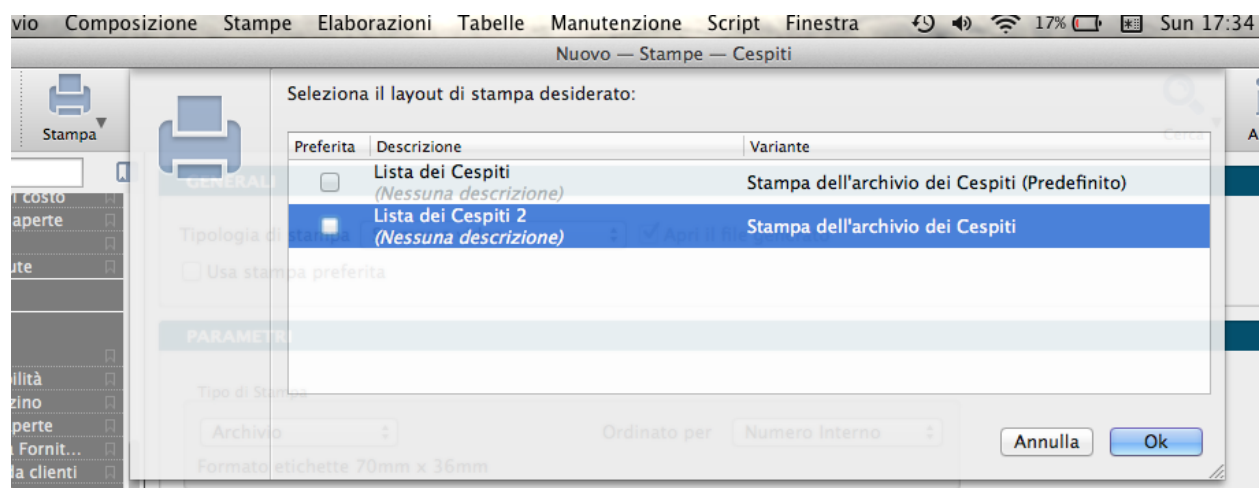 vio Composizione Stampe Elaborazioni Tabelle Manutenzione Script Finestra 17% Sun 17:34
Nuovo — Stampe — Cespiti
Stampa
Cerca
A
Seleziona il layout di stampa desiderato:
Preferita Descrizione Variante
Lista dei Cespiti
(Nessuna descrizione)
Stampa dell'archivio dei Cespiti (Predefinito)
Lista dei Cespiti 2
(Nessuna descrizione)
Stampa dell'archivio dei Cespiti
GENERALI
Tipologia di stampa
Apri il file generato
Usa stampa preferita
PARAMETRI
Tipo di Stampa
Archivio Ordinato per Numero Interno
Formato etichette 70mm x 36mm
Annulla Ok
i costo
aperte
ute
ilità
zino
perte
a Fornit...
da clienti